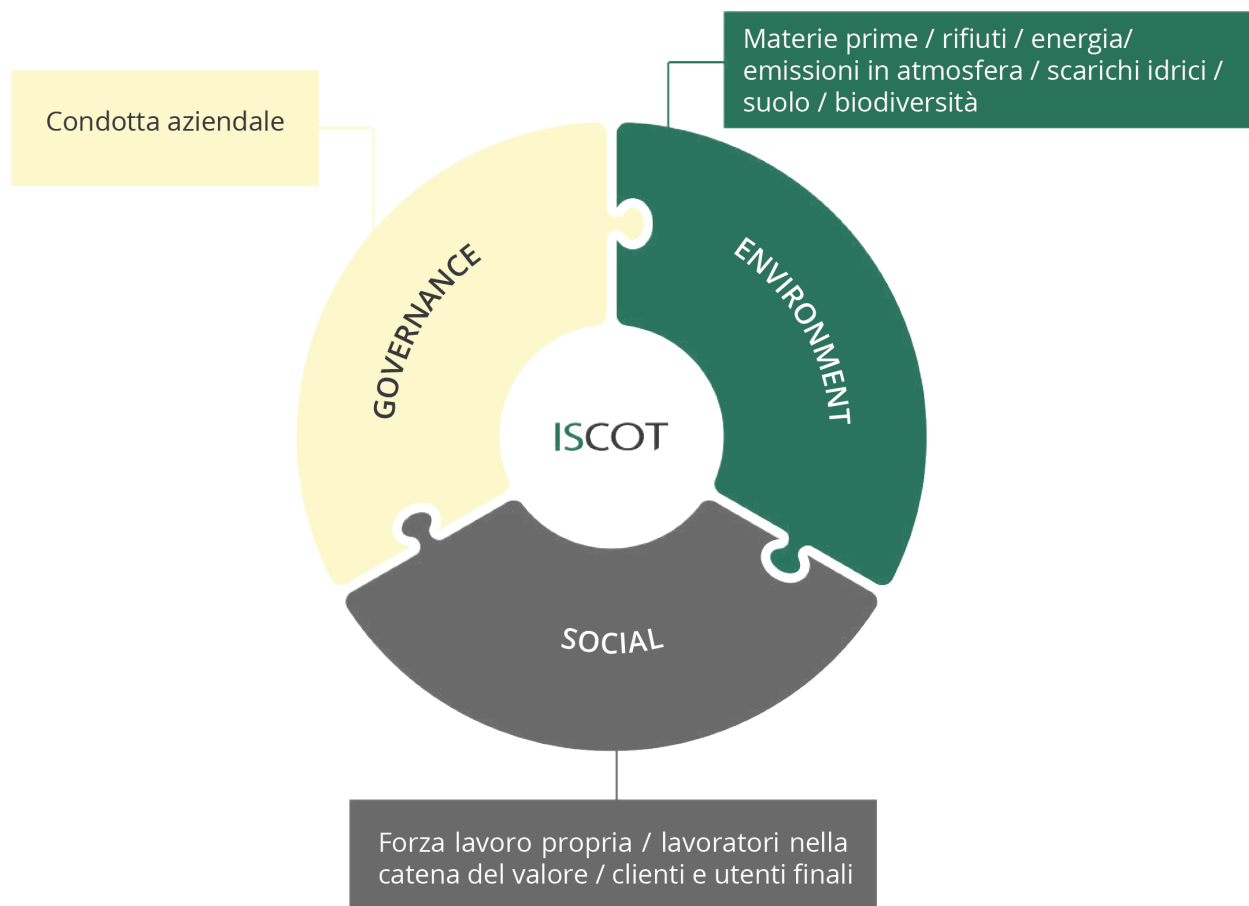 Materie prime / rifiuti / energia/
emissioni in atmosfera / scarichi idrici /
suolo / biodiversità
Condotta aziendale
GOVERNANCE
ENVIRONMENT
ISCOT
SOCIAL
Forza lavoro propria / lavoratori nella
catena del valore / clienti e utenti finali